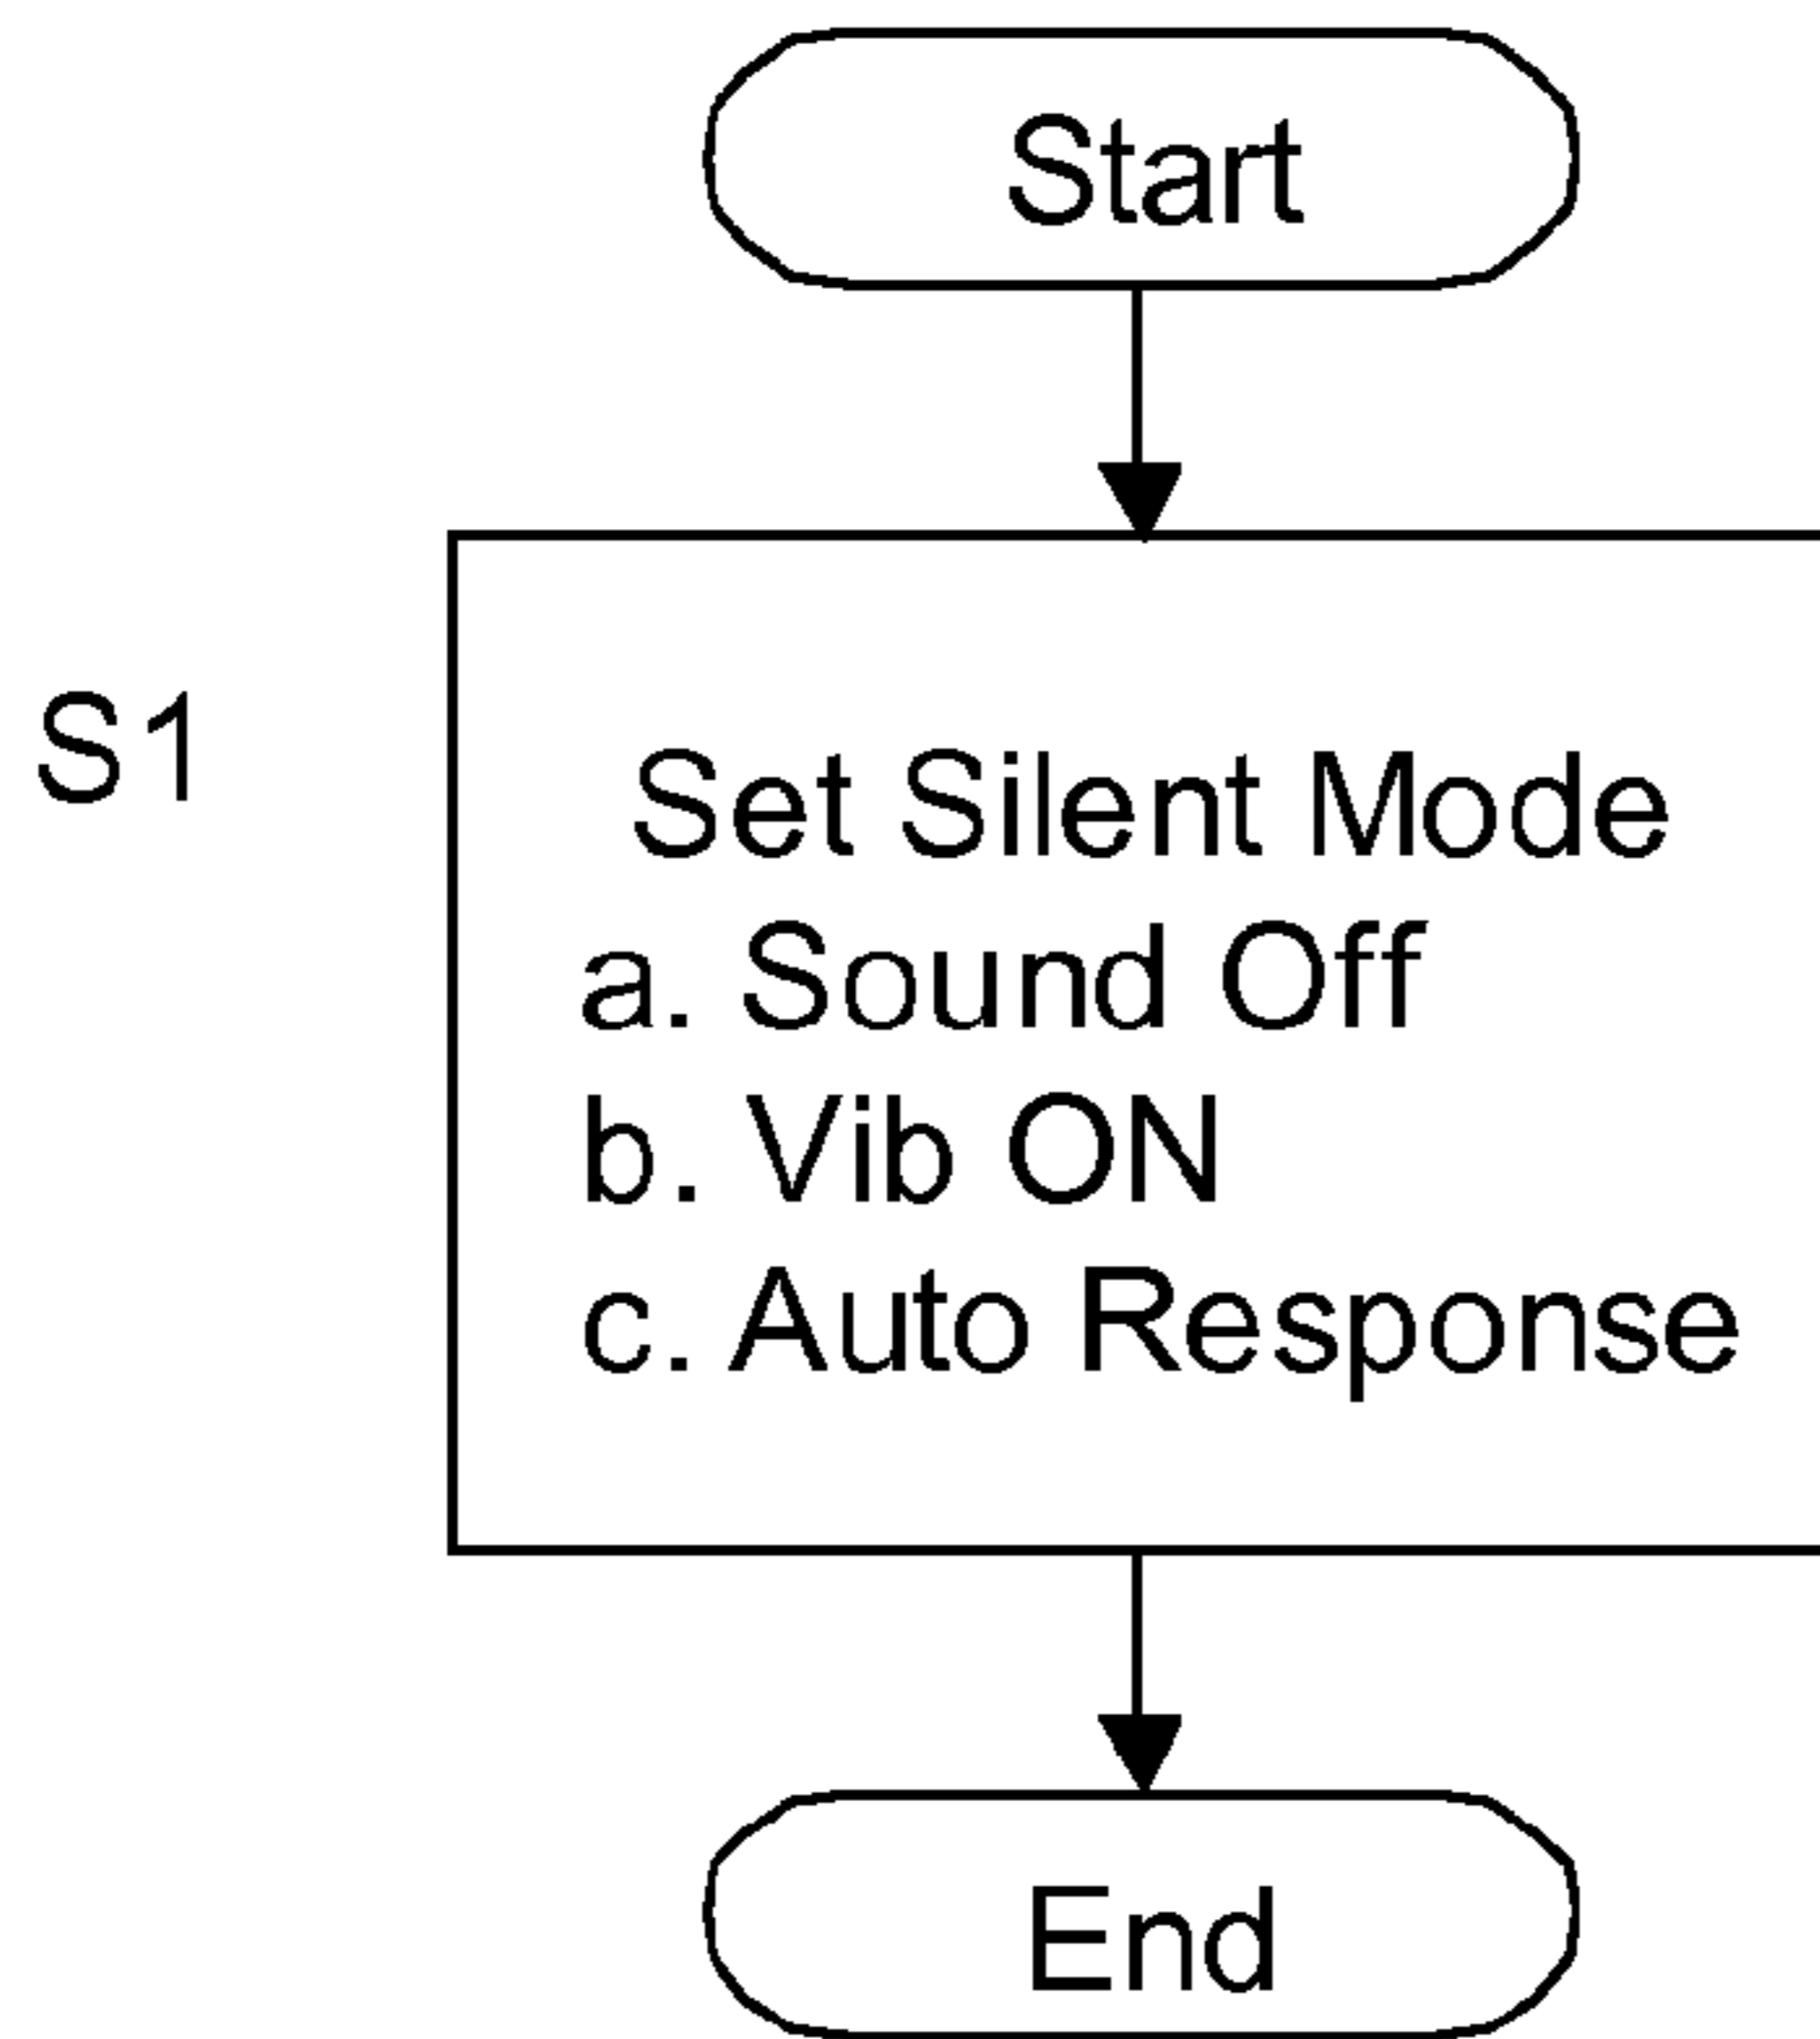 Start
S1
Set Silent Mode
a. Sound Off
b. Vib ON
c. Auto Response
End